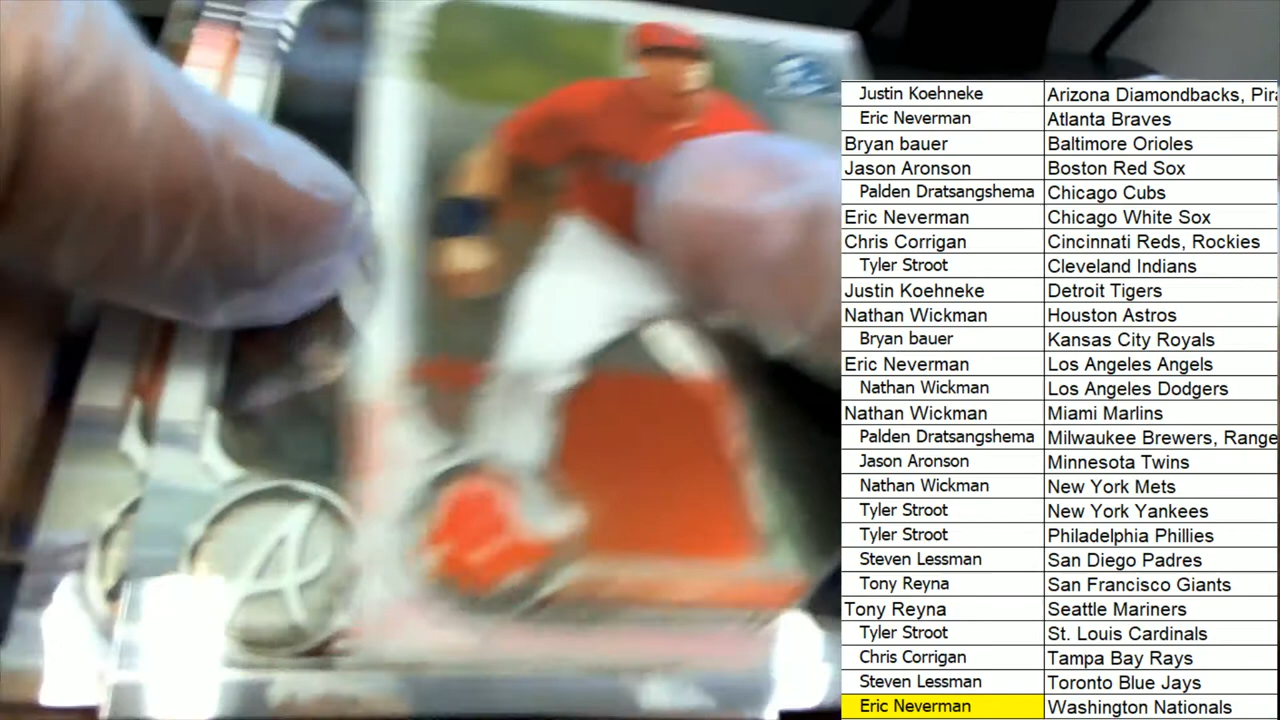 Justin Koehneke Arizona Diamondbacks, Pir
Eric Neverman Atlanta Braves
Bryan bauer Baltimore Orioles
Jason Aronson Boston Red Sox
Palden Dratsangshema Chicago Cubs
Eric Neverman Chicago White Sox
Chris Corrigan Cincinnati Reds, Rockies
Tyler Stroot Cleveland Indians
Justin Koehneke Detroit Tigers
Nathan Wickman Houston Astros
Bryan bauer Kansas City Royals
Eric Neverman Los Angeles Angels
Nathan Wickman Los Angeles Dodgers
Nathan Wickman Miami Marlins
Palden Dratsangshema Milwaukee Brewers, Range
Jason Aronson Minnesota Twins
Nathan Wickman New York Mets
Tyler Stroot New York Yankees
Tyler Stroot Philadelphia Phillies
Steven Lessman San Diego Padres
Tony Reyna San Francisco Giants
Tony Reyna Seattle Mariners
Tyler Stroot St. Louis Cardinals
Chris Corrigan Tampa Bay Rays
Steven Lessman Toronto Blue Jays
Eric Neverman Washington Nationals
A